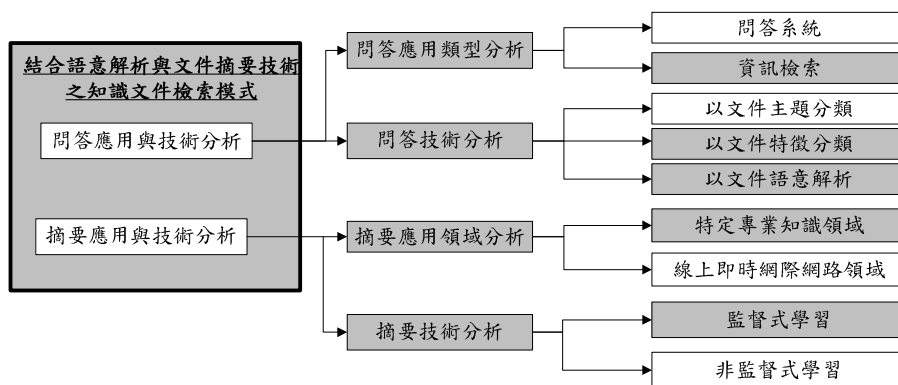 結合語意解析與文件摘要技術
之知識文件檢索模式
問答應用與技術分析
摘要應用與技術分析
問答應用類型分析
問答技術分析
摘要應用領域分析
摘要技術分析
問答系統
資訊檢索
以文件主題分類
以文件特徵分類
以文件語意解析
特定專業知識領域
線上即時網際網路領域
監督式學習
非監督式學習